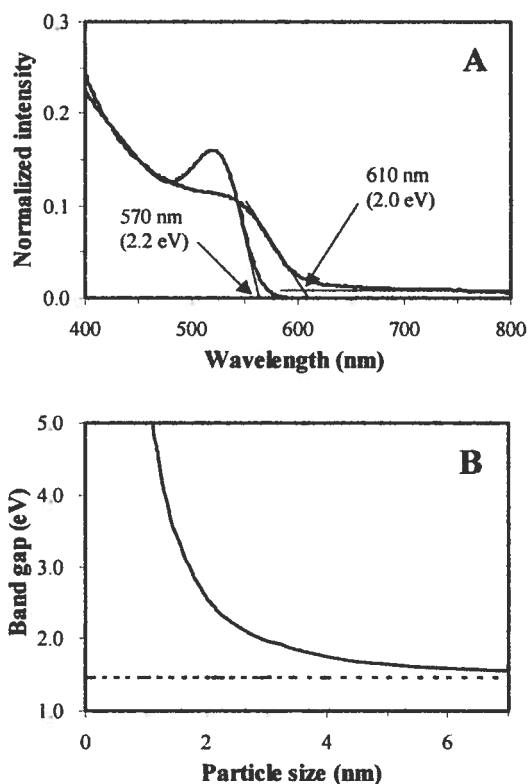 0.3
A
Normalized intensity
0.2
610 nm
(2.0 eV)
570 nm
(2.2 eV)
0.1
0.0
400 500 600 700 800
Wavelength (nm)
5.0
B
Band gap (eV)
4.0
3.0
2.0
1.0
0 2 4 6
Particle size (nm)